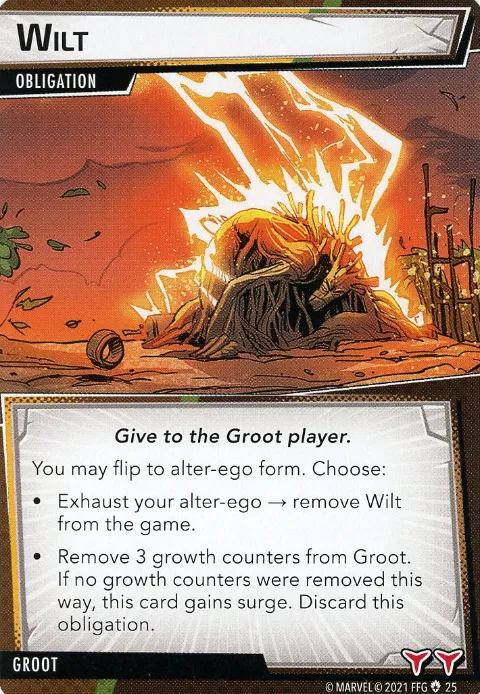 WILT
OBLIGATION
Give to the Groot player.
You may flip to alter-ego form. Choose:
• Exhaust your alter-ego → remove Wilt
from the game.
• Remove 3 growth counters from Groot.
If no growth counters were removed this
way, this card gains surge. Discard this
obligation.
GROOT
© MARVEL © 2021 FFG 25